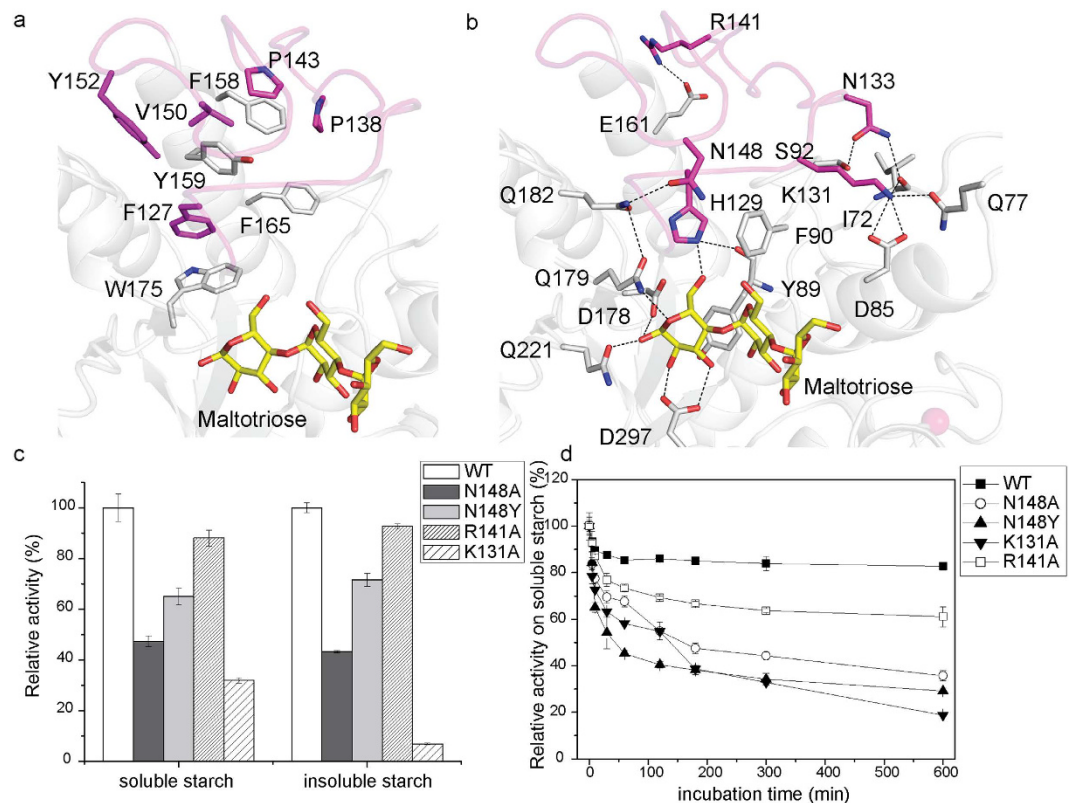 a
R141
Y152
F158
P143
V150
P138
Y159
F127
F165
W175
Maltotriose
b
N133
E161
N148
S92
Q182
H129
K131
F90
I72
Q77
Q179
Y89
D178
D85
Q221
Maltotriose
D297
c
WT
N148A
N148Y
R141A
K131A
Relative activity (%)
100
80
60
40
20
0
soluble starch
insoluble starch
d
WT
N148A
N148Y
K131A
R141A
Relative activity on soluble starch (%)
120
100
80
60
40
20
0
0
100
200
300
400
500
600
incubation time (min)